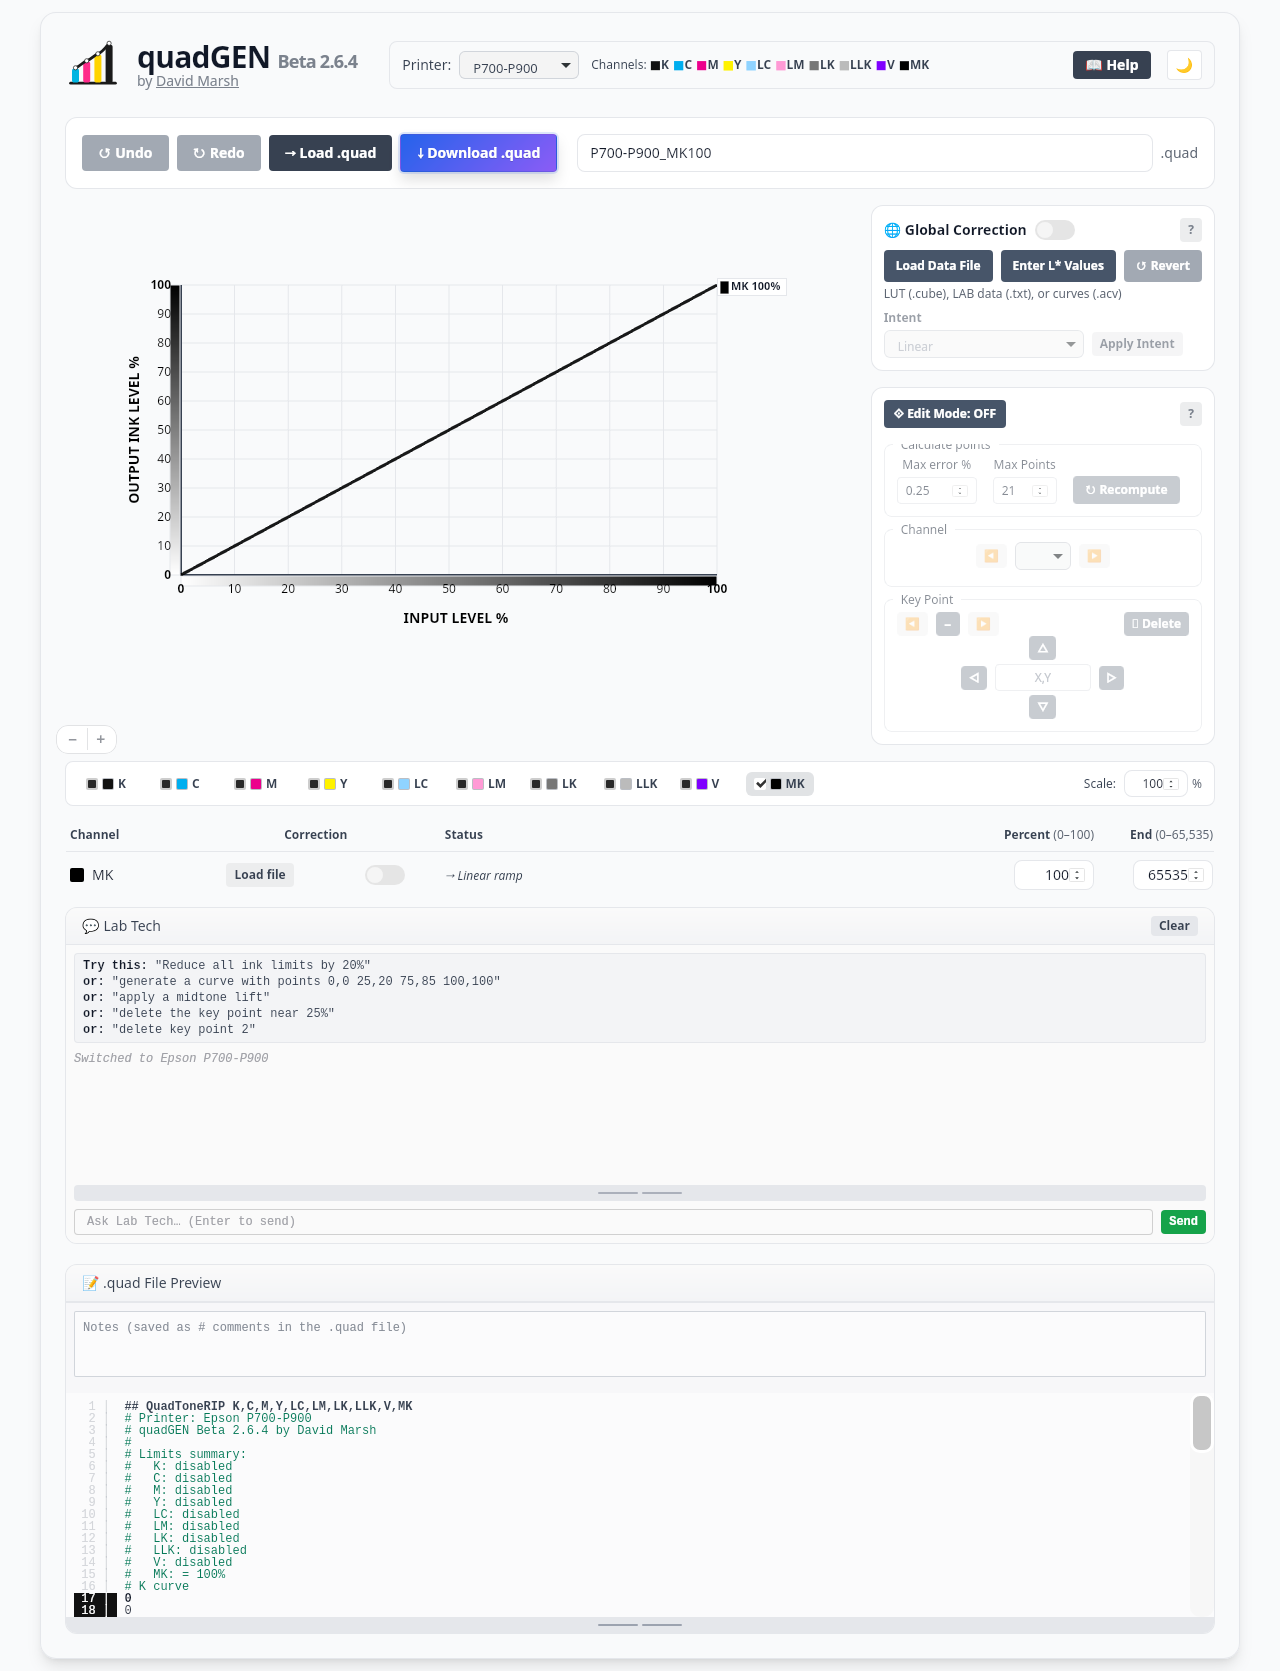 quadGEN Beta 2.6.4
by David Marsh
Printer: P700-P900 Channels: K C M Y LC LM LK LLK V MK
📖 Help
🌙
↺ Undo
↻ Redo
→ Load .quad
↓ Download .quad
P700-P900_MK100 .quad
🌐 Global Correction
?
Load Data File
Enter L* Values
↺ Revert
LUT (.cube), LAB data (.txt), or curves (.acv)
Intent
Linear
Apply Intent
OUTPUT INK LEVEL %
100
90
80
70
60
50
40
30
20
10
0
MK 100%
0 10 20 30 40 50 60 70 80 90 100
INPUT LEVEL %
⟐ Edit Mode: OFF
?
Calculate points
Max error % Max Points
0.25 21 ↻ Recompute
Channel
Key Point
–
Delete
X,Y
− +
K C M Y LC LM LK LLK V MK
Scale: 100 %
Channel Correction Status Percent (0–100) End (0–65,535)
MK Load file → Linear ramp 100 65535
💬 Lab Tech
Clear
Try this: "Reduce all ink limits by 20%"
or: "generate a curve with points 0,0 25,20 75,85 100,100"
or: "apply a midtone lift"
or: "delete the key point near 25%"
or: "delete key point 2"
Switched to Epson P700-P900
Ask Lab Tech… (Enter to send)
Send
📝 .quad File Preview
Notes (saved as # comments in the .quad file)
1 ## QuadToneRIP K,C,M,Y,LC,LM,LK,LLK,V,MK
2 # Printer: Epson P700-P900
3 # quadGEN Beta 2.6.4 by David Marsh
4 #
5 # Limits summary:
6 #   K: disabled
7 #   C: disabled
8 #   M: disabled
9 #   Y: disabled
10 #   LC: disabled
11 #   LM: disabled
12 #   LK: disabled
13 #   LLK: disabled
14 #   V: disabled
15 #   MK: = 100%
16 # K curve
17 0
18 0